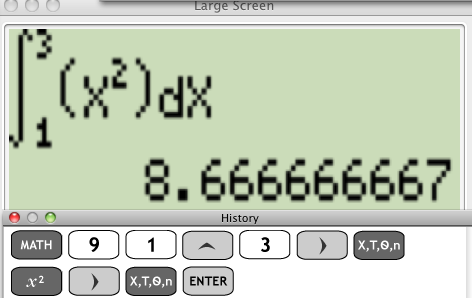 Large Screen
∫₁³(X²)dX
8.666666667
History
MATH 9 1 ^ 3 ) X,T,Θ,n
x² ) X,T,Θ,n ENTER